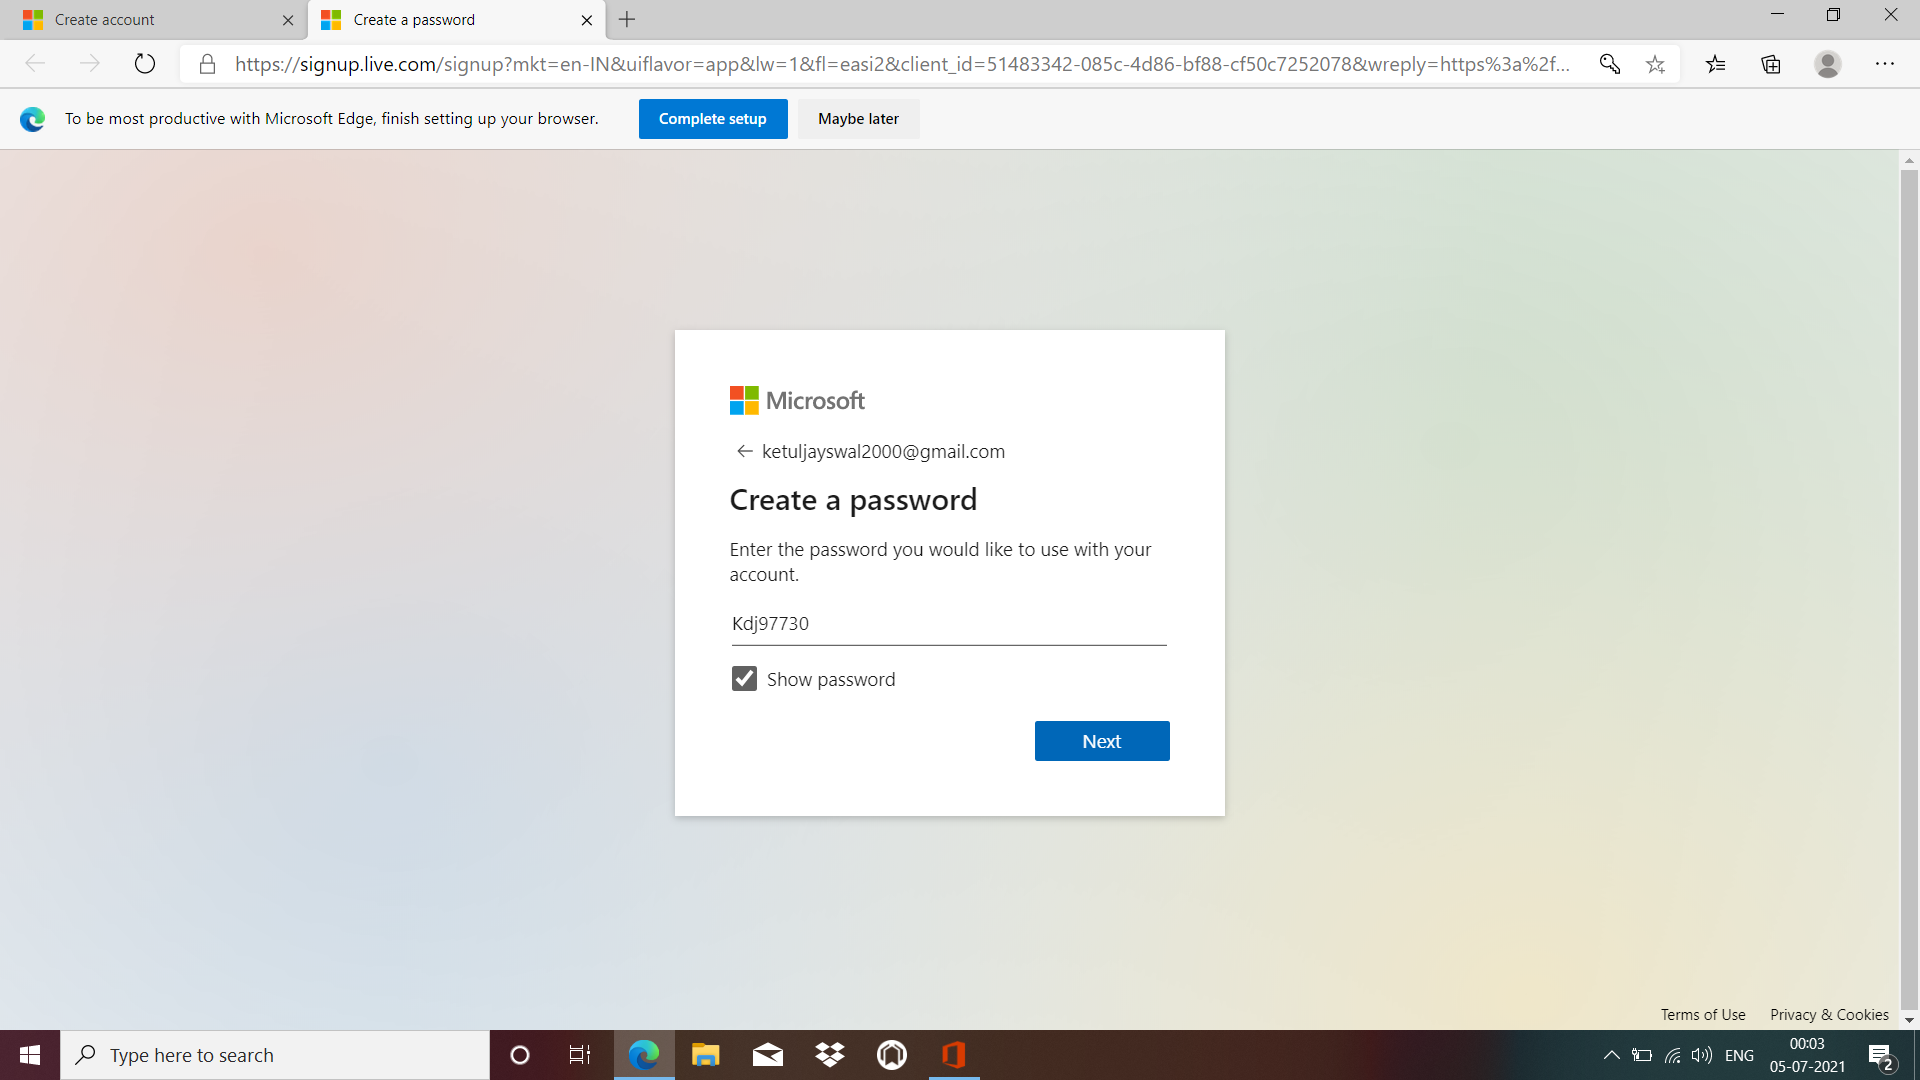 Create account
Create a password
https://signup.live.com/signup?mkt=en-IN&uiflavor=app&lw=1&fl=easi2&client_id=51483342-085c-4d86-bf88-cf50c7252078&wreply=https%3a%2f...
To be most productive with Microsoft Edge, finish setting up your browser.
Complete setup
Maybe later
Microsoft
ketuljayswal2000@gmail.com
Create a password
Enter the password you would like to use with your
account.
Kdj97730
Show password
Next
Terms of Use
Privacy & Cookies
Type here to search
ENG
00:03
05-07-2021
2